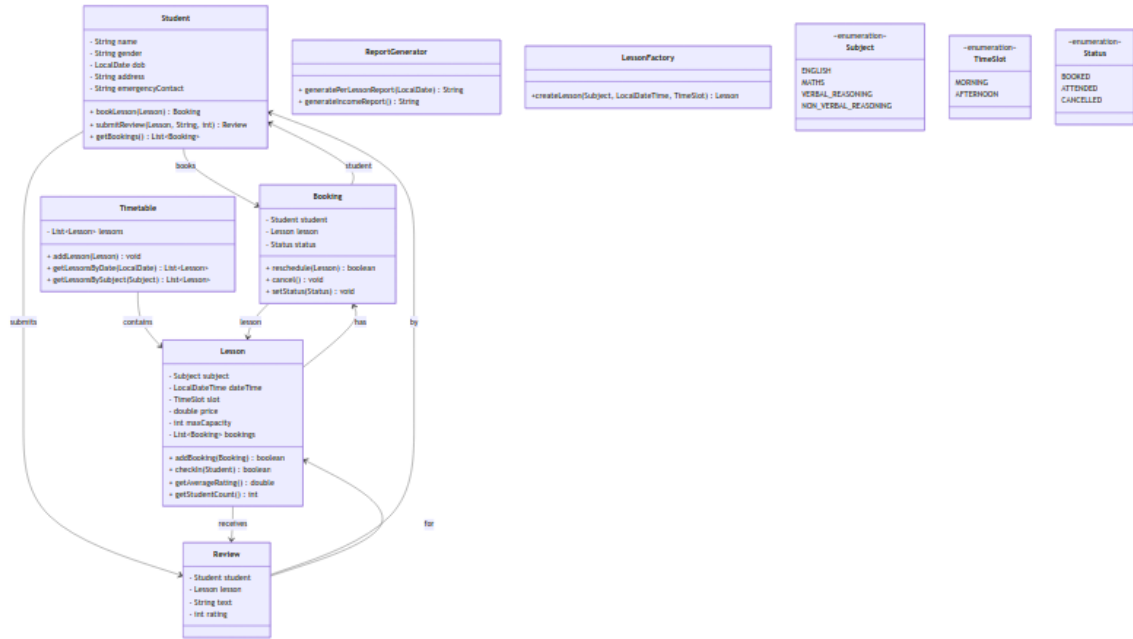 Student
- String name
- String gender
- LocalDate dob
- String address
- String emergencyContact
+ bookLesson(Lesson) : Booking
+ submitReview(Lesson, String, int) : Review
+ getBookings() : List<Booking>
ReportGenerator
+ generatePerLessonReport(LocalDate) : String
+ generateIncomeReport() : String
LessonFactory
+createLesson(Subject, LocalDateTime, TimeSlot) : Lesson
~enumeration~
Subject
ENGLISH
MATHS
VERBAL_REASONING
NON_VERBAL_REASONING
~enumeration~
TimeSlot
MORNING
AFTERNOON
~enumeration~
Status
BOOKED
ATTENDED
CANCELLED
books
student
Timetable
- List<Lesson> lessons
+ addLesson(Lesson) : void
+ getLessonsByDate(LocalDate) : List<Lesson>
+ getLessonsBySubject(Subject) : List<Lesson>
Booking
- Student student
- Lesson lesson
- Status status
+ reschedule(Lesson) : boolean
+ cancel() : void
+ setStatus(Status) : void
submits
contains
lesson
has
by
Lesson
- Subject subject
- LocalDateTime dateTime
- TimeSlot slot
- double price
- int maxCapacity
- List<Booking> bookings
+ addBooking(Booking) : boolean
+ checkIn(Student) : boolean
+ getAverageRating() : double
+ getStudentCount() : int
receives
for
Review
- Student student
- Lesson lesson
- String text
- int rating